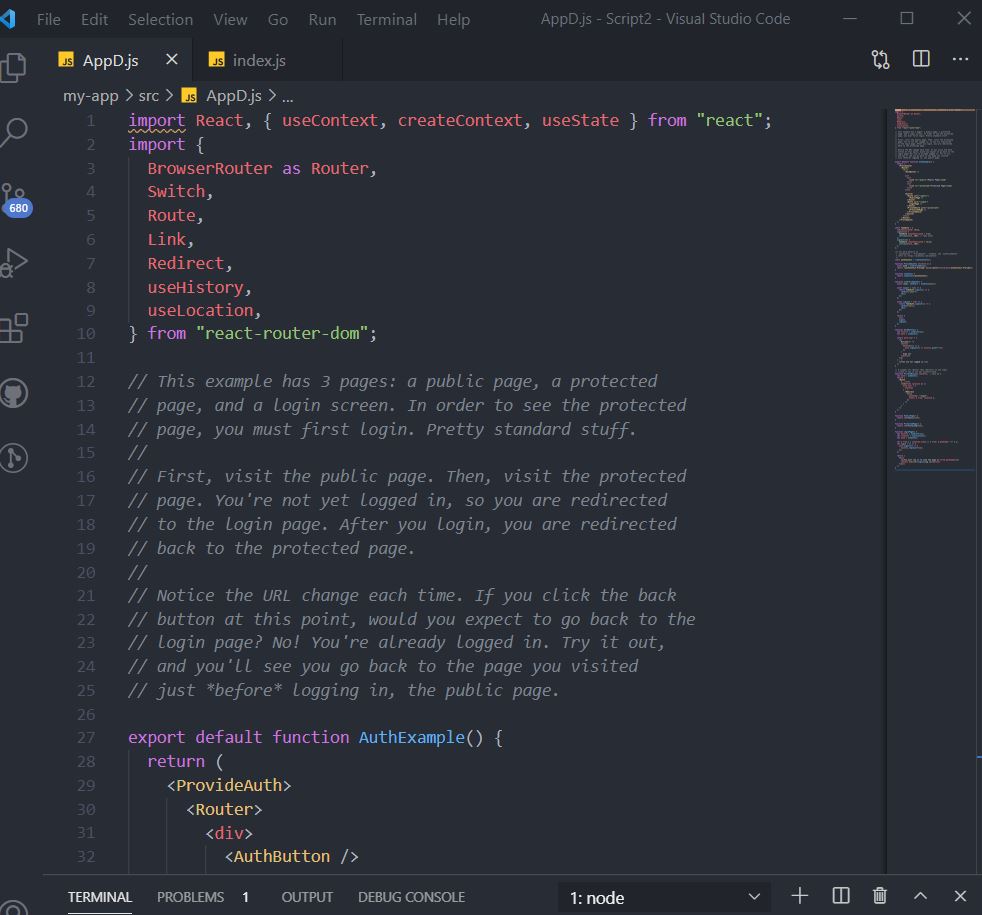 File Edit Selection View Go Run Terminal Help AppD.js - Script2 - Visual Studio Code
JS AppD.js JS index.js
my-app > src > JS AppD.js > ...
680
1 import React, { useContext, createContext, useState } from "react";
2 import {
3 BrowserRouter as Router,
4 Switch,
5 Route,
6 Link,
7 Redirect,
8 useHistory,
9 useLocation,
10 } from "react-router-dom";
11
12 // This example has 3 pages: a public page, a protected
13 // page, and a login screen. In order to see the protected
14 // page, you must first login. Pretty standard stuff.
15 //
16 // First, visit the public page. Then, visit the protected
17 // page. You're not yet logged in, so you are redirected
18 // to the login page. After you login, you are redirected
19 // back to the protected page.
20 //
21 // Notice the URL change each time. If you click the back
22 // button at this point, would you expect to go back to the
23 // login page? No! You're already logged in. Try it out,
24 // and you'll see you go back to the page you visited
25 // just *before* logging in, the public page.
26
27 export default function AuthExample() {
28 return (
29 <ProvideAuth>
30 <Router>
31 <div>
32 <AuthButton />
TERMINAL PROBLEMS 1 OUTPUT DEBUG CONSOLE 1: node